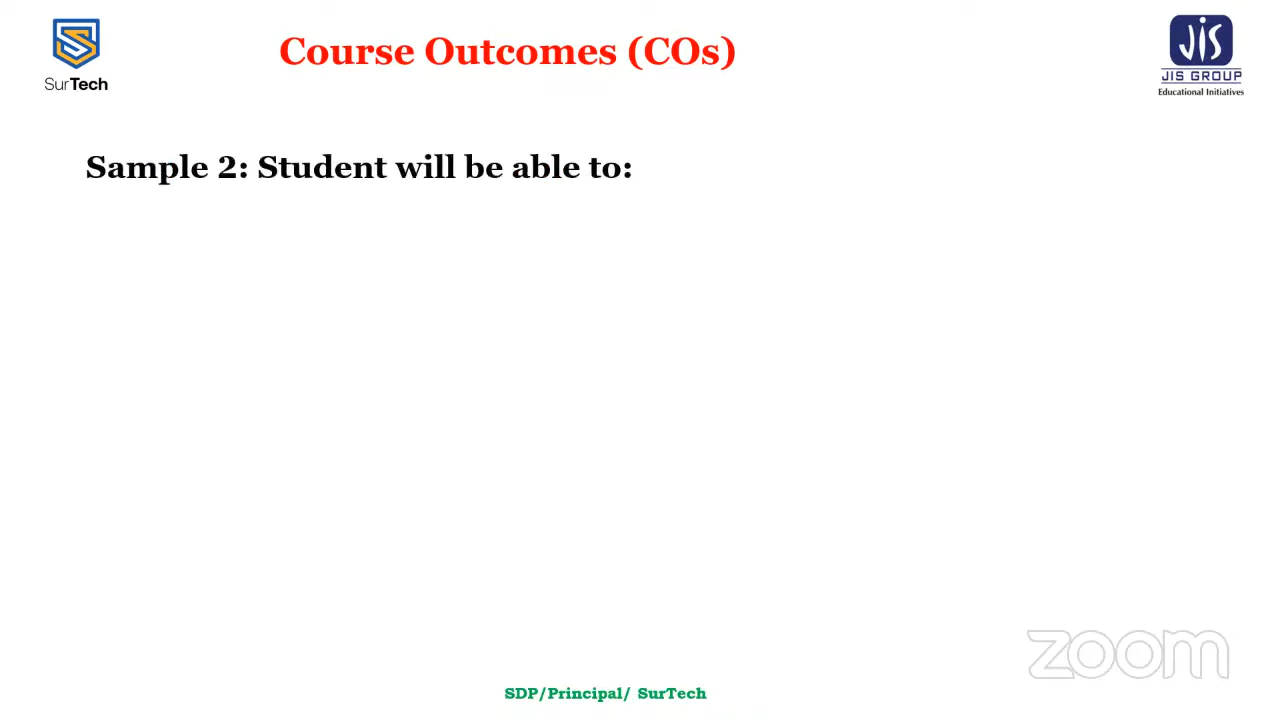 SurTech
Course Outcomes (COs)
JIS
JIS GROUP
Educational Initiatives
Sample 2: Student will be able to:
zoom
SDP/Principal/ SurTech